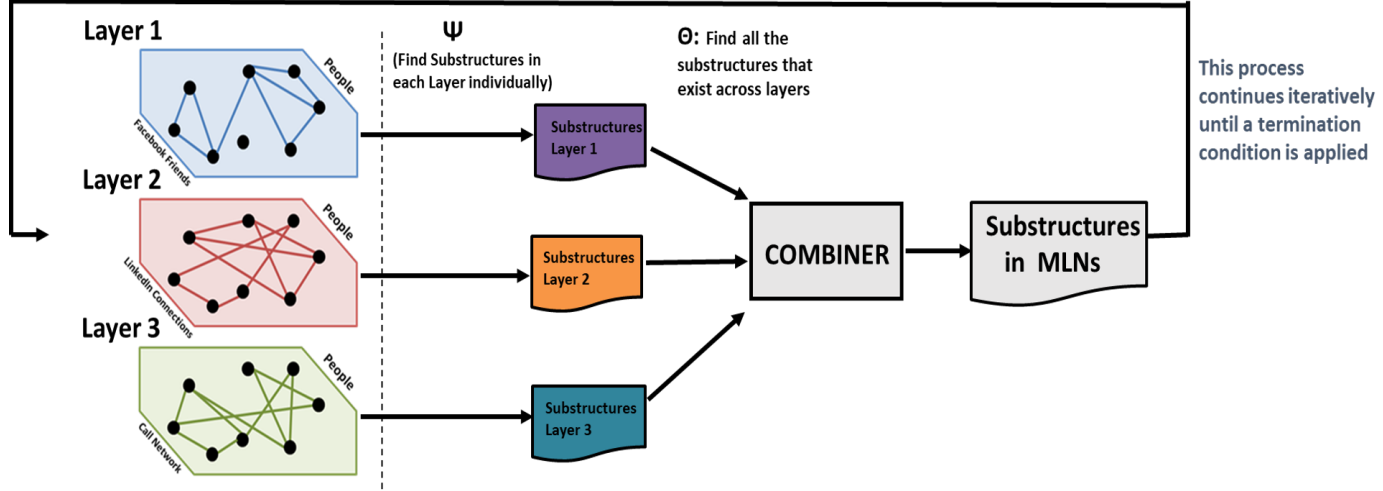 Layer 1
People
Facebook Friends
Layer 2
People
LinkedIn Connections
Layer 3
People
Call Network
Ψ
(Find Substructures in
each Layer individually)
Θ: Find all the
substructures that
exist across layers
Substructures
Layer 1
Substructures
Layer 2
Substructures
Layer 3
COMBINER
Substructures
in MLNs
This process
continues iteratively
until a termination
condition is applied